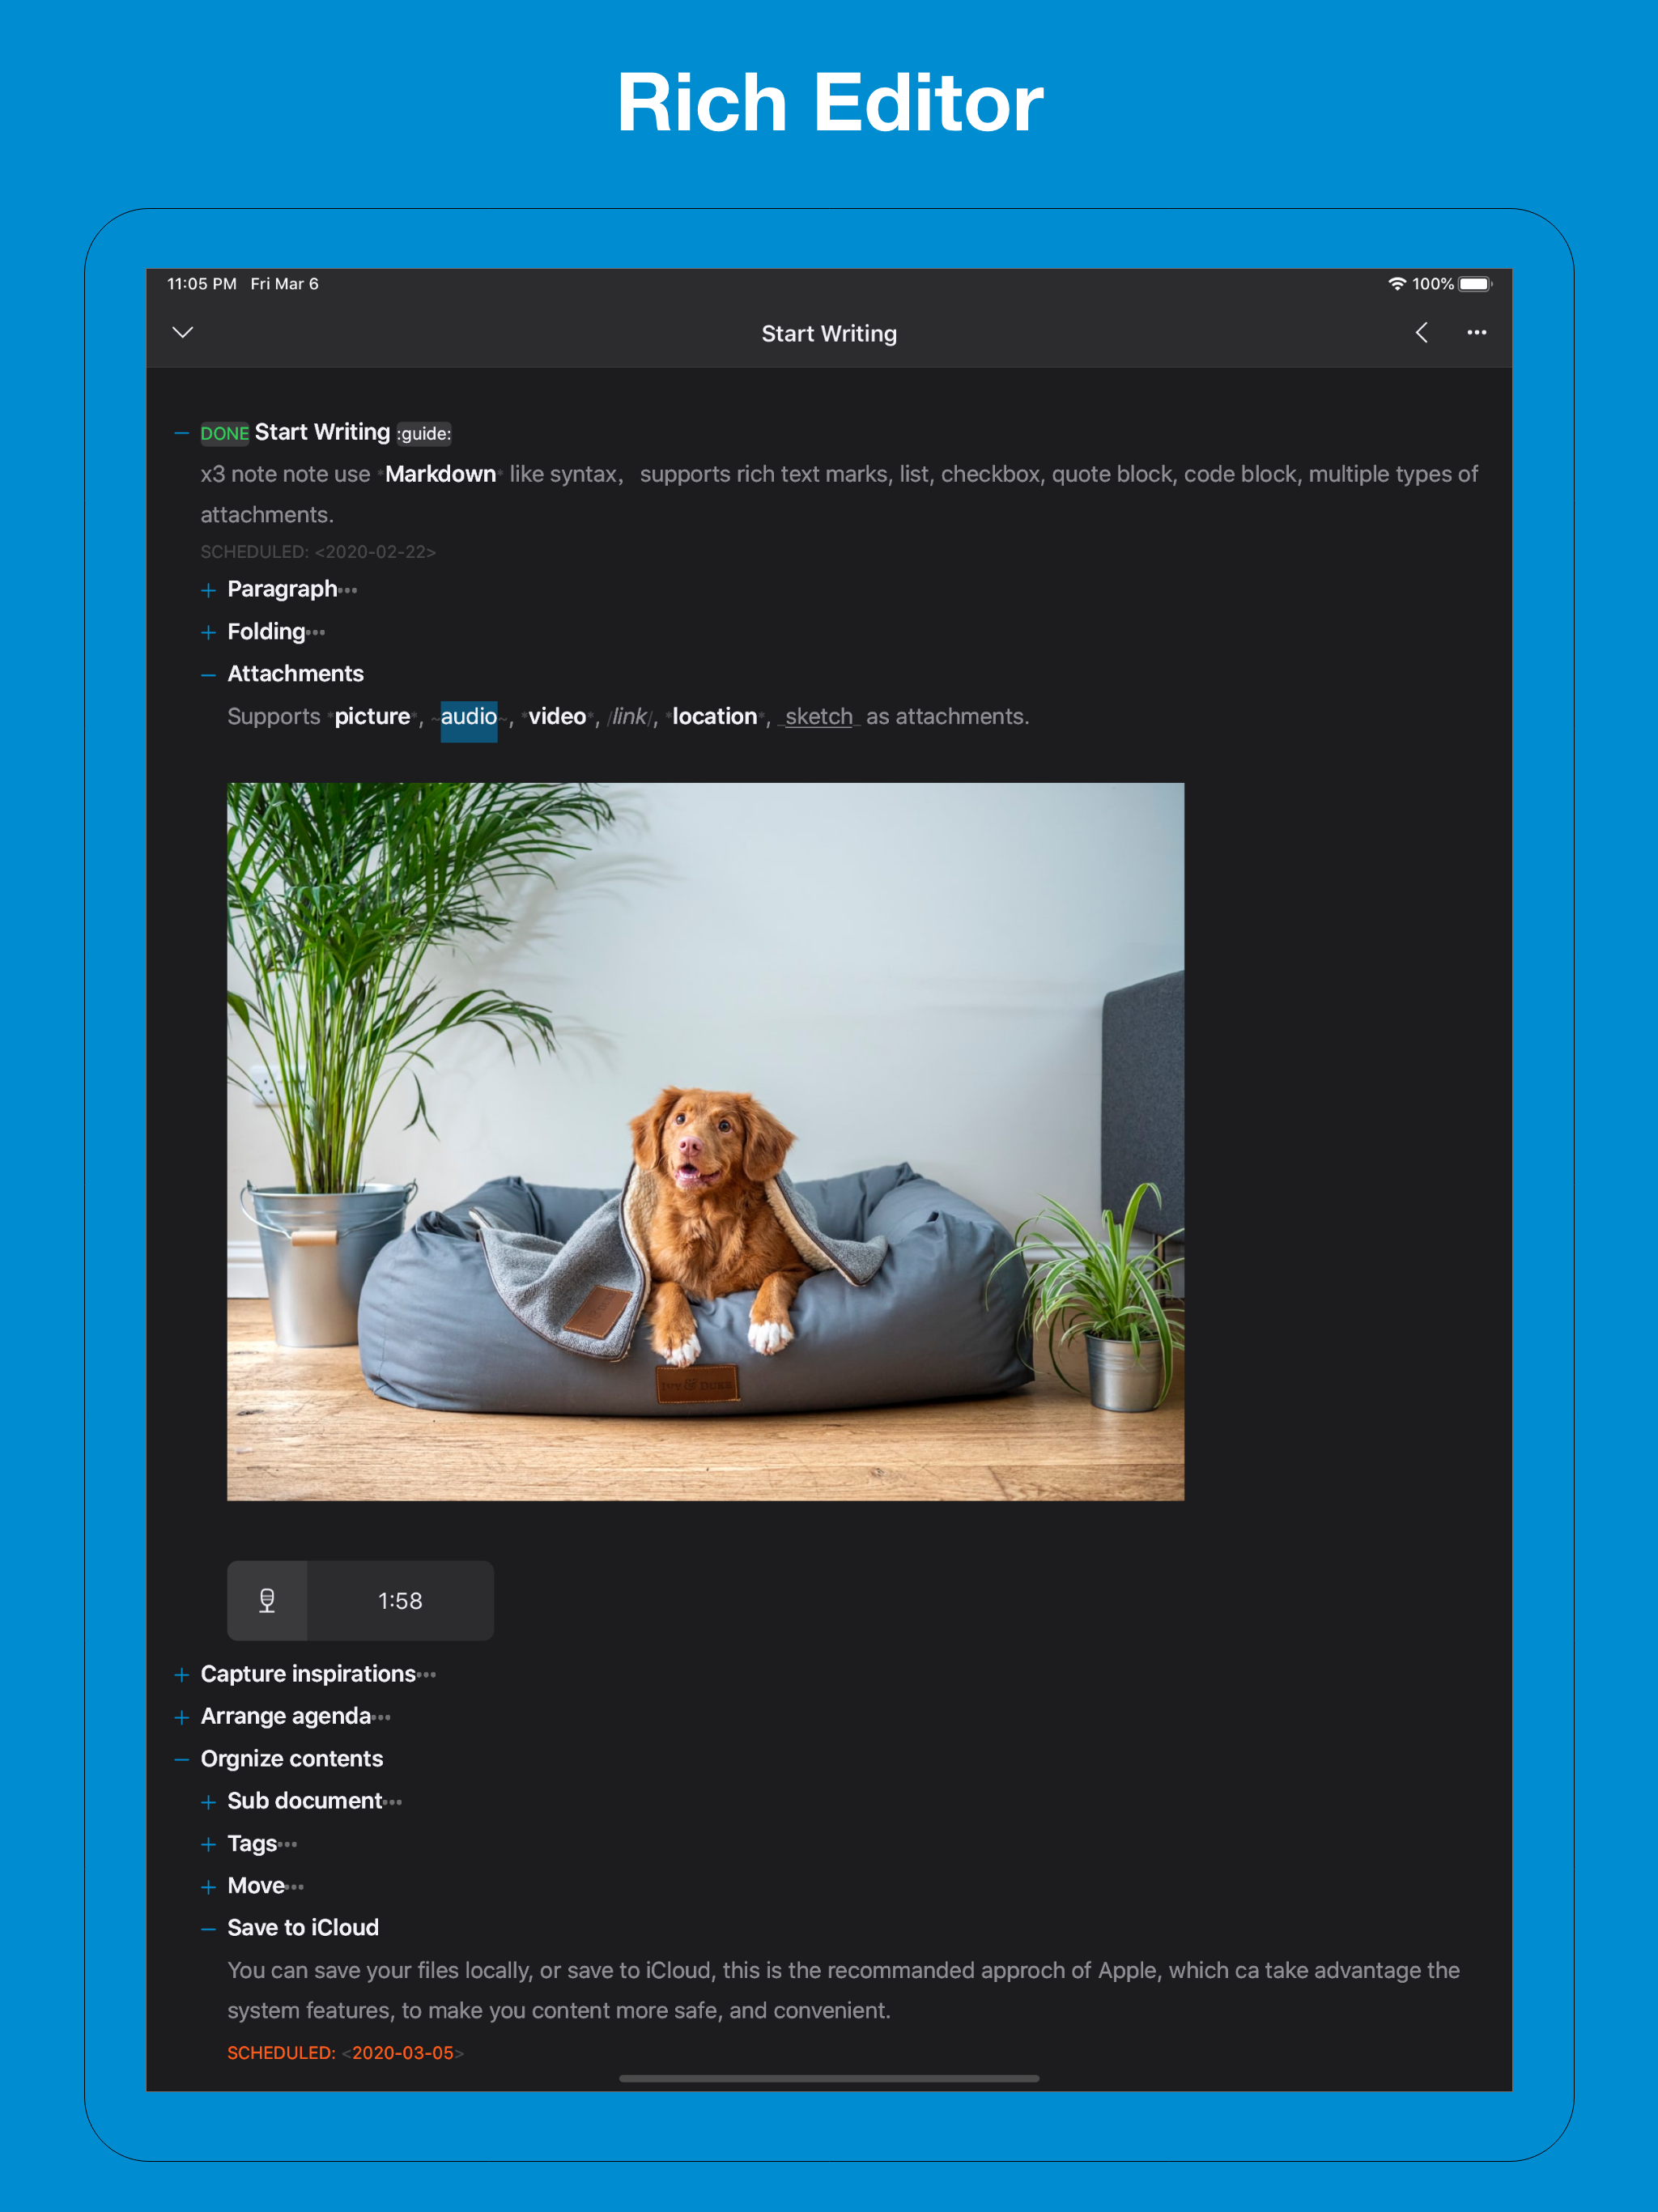 Rich Editor
11:05 PM Fri Mar 6
100%
Start Writing
DONE Start Writing :guide:
x3 note note use *Markdown* like syntax， supports rich text marks, list, checkbox, quote block, code block, multiple types of
attachments.
SCHEDULED: <2020-02-22>
+ Paragraph•••
+ Folding•••
− Attachments
Supports *picture*, ~audio~, *video*, /link/, *location*, _sketch_ as attachments.
IVY & DUKE
1:58
+ Capture inspirations•••
+ Arrange agenda•••
− Orgnize contents
+ Sub document•••
+ Tags•••
+ Move•••
− Save to iCloud
You can save your files locally, or save to iCloud, this is the recommanded approch of Apple, which ca take advantage the
system features, to make you content more safe, and convenient.
SCHEDULED: <2020-03-05>